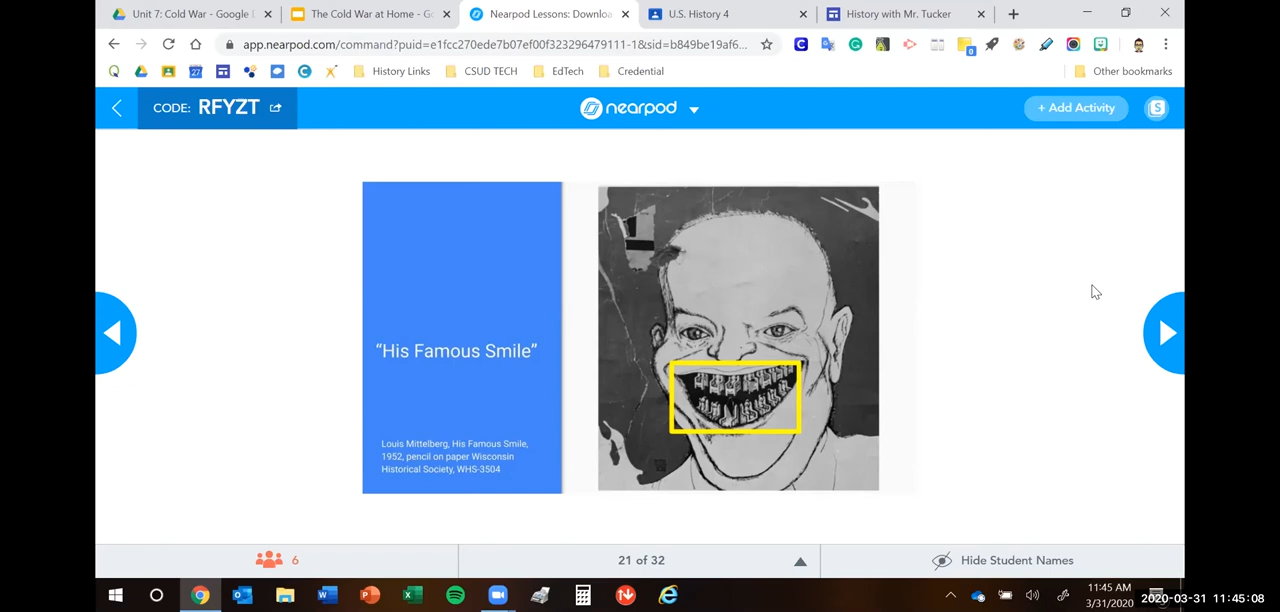 Unit 7: Cold War - Google D
The Cold War at Home - Go
Nearpod Lessons: Downloa
U.S. History 4
History with Mr. Tucker
app.nearpod.com/command?puid=e1fcc270ede7b07ef00f323296479111-1&sid=b849be19af6...
History Links
CSUD TECH
EdTech
Credential
Other bookmarks
CODE: RFYZT
nearpod
+ Add Activity
S
“His Famous Smile”
Louis Mittelberg, His Famous Smile,
1952, pencil on paper Wisconsin
Historical Society, WHS-3504
6
21 of 32
Hide Student Names
11:45 AM
3/31/2020
2020-03-31 11:45:08